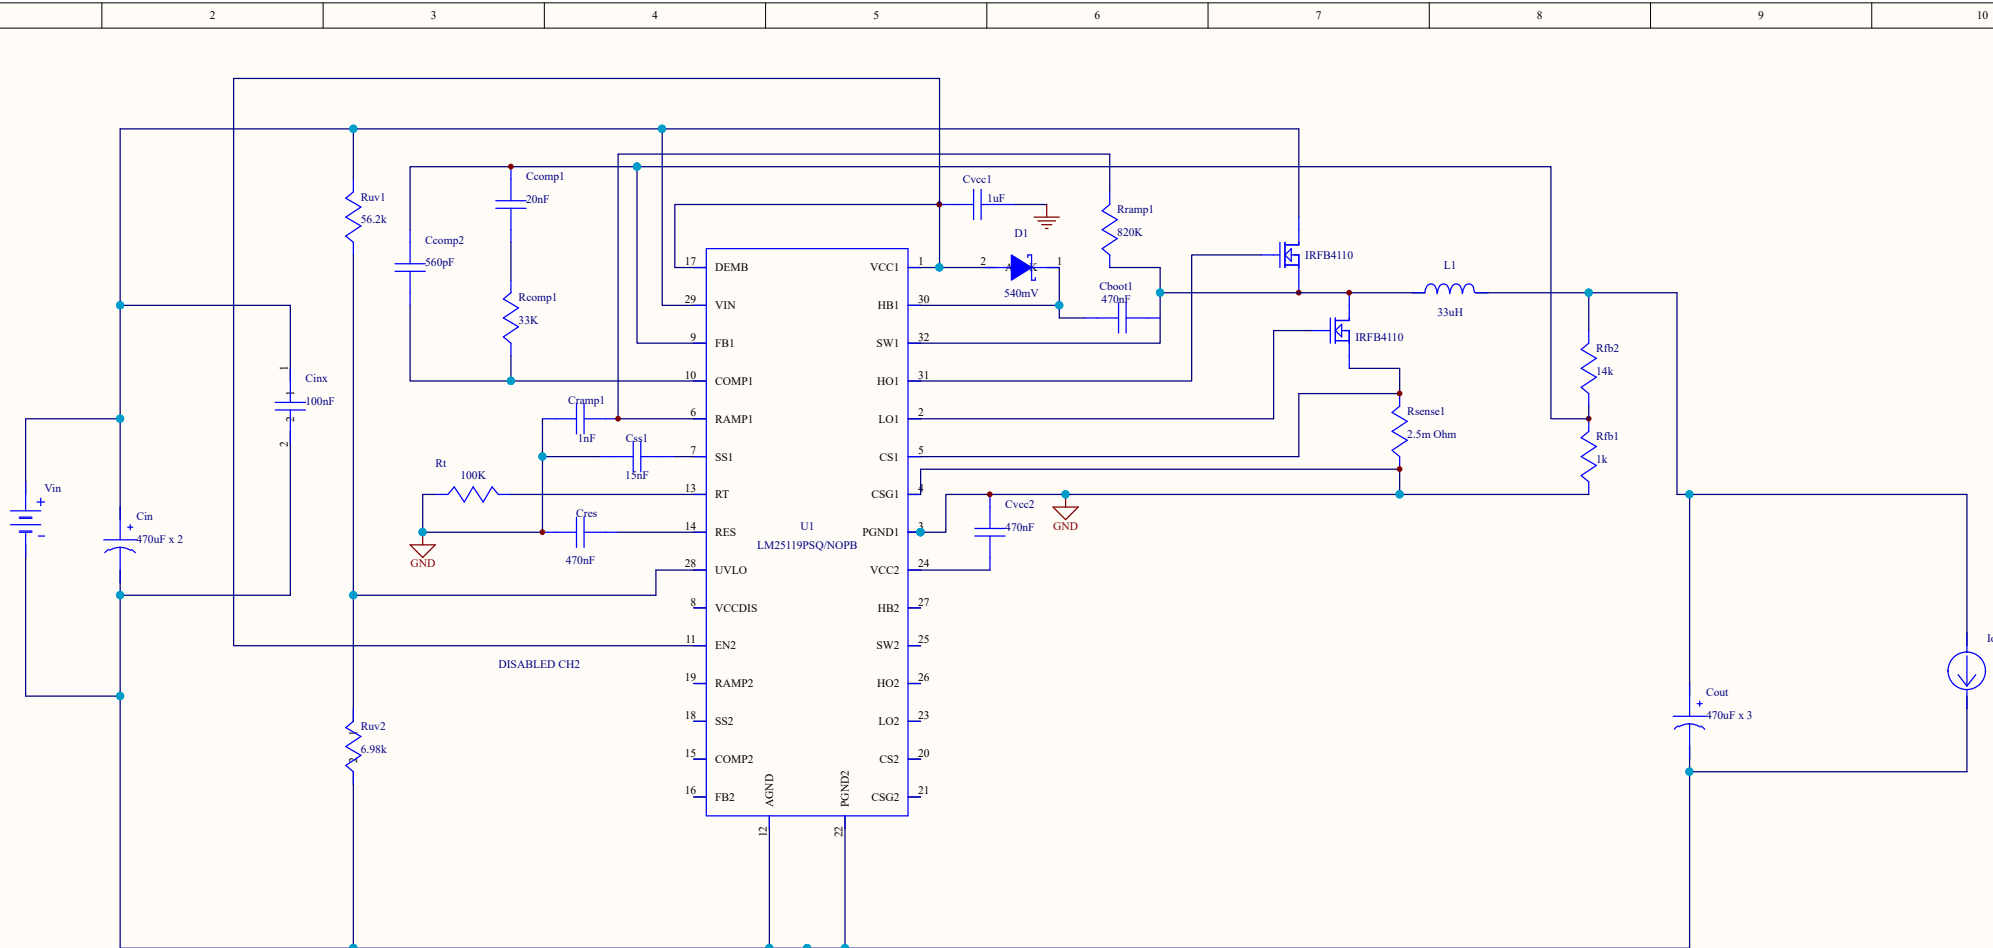 2 3 4 5 6 7 8 9 10
Ruv1
56.2k
Ccomp1
20nF
Ccomp2
560pF
Rcomp1
33K
Cvcc1
1uF
D1
2 A K 1
540mV
Rramp1
820K
Cboot1
470nF
IRFB4110
L1
33uH
IRFB4110
Rfb2
14k
Rfb1
1k
Rsense1
2.5m Ohm
1
Cinx
1
100nF
2
2
Cramp1
1nF
Css1
15nF
Rt
100K
Cres
470nF
GND
Vin
+
-
Cin
+
470uF x 2
17 DEMB
29 VIN
9 FB1
10 COMP1
6 RAMP1
7 SS1
13 RT
14 RES
28 UVLO
8 VCCDIS
11 EN2
19 RAMP2
18 SS2
15 COMP2
16 FB2
U1
LM25119PSQ/NOPB
VCC1 1
HB1 30
SW1 32
HO1 31
LO1 2
CS1 5
CSG1 4
PGND1 3
VCC2 24
HB2 27
SW2 25
HO2 26
LO2 23
CS2 20
CSG2 21
AGND 12
PGND2 22
Cvcc2
470nF
GND
DISABLED CH2
Ruv2
1
6.98k
2
Cout
+
470uF x 3